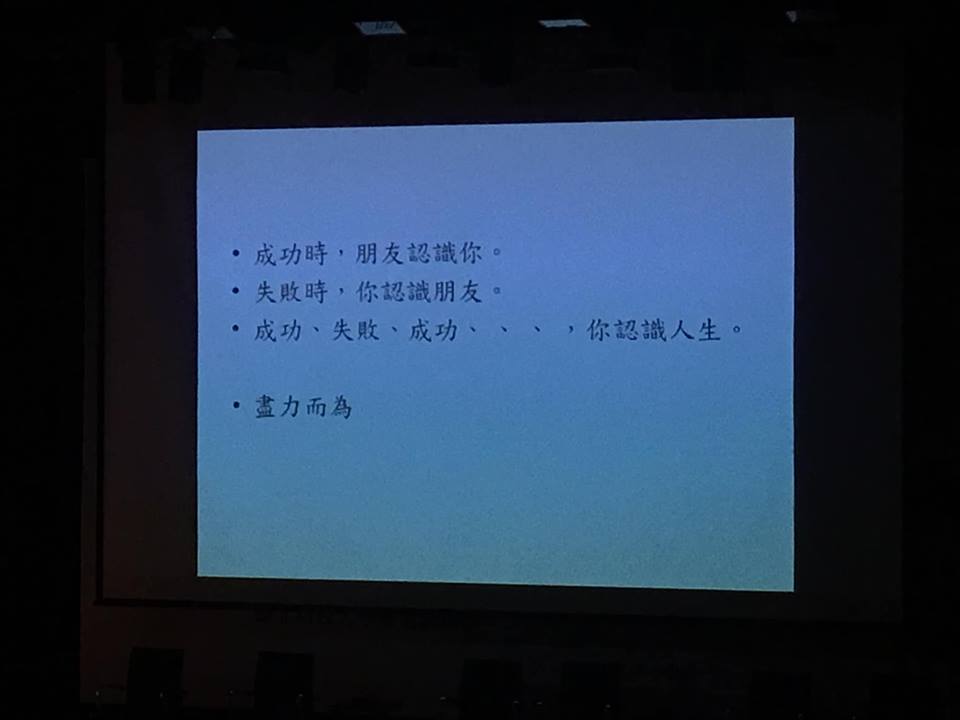 • 成功時，朋友認識你。
• 失敗時，你認識朋友。
• 成功、失敗、成功、、、，你認識人生。
• 盡力而為